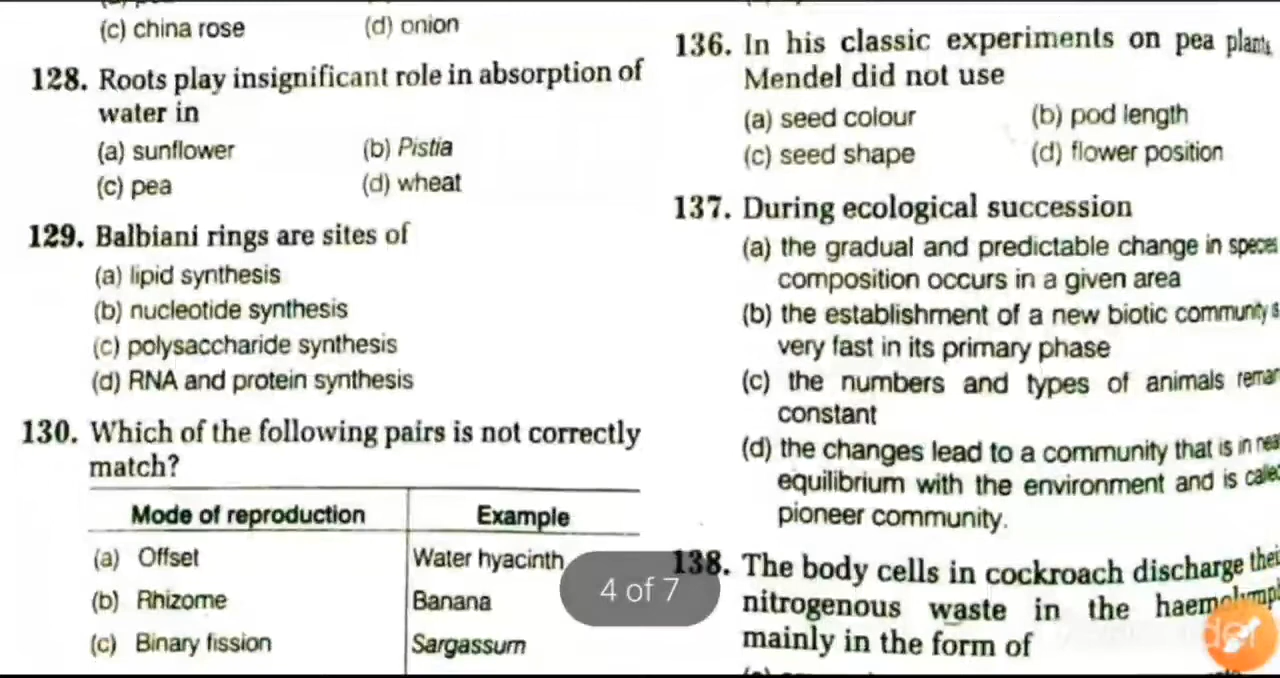 (c) china rose (d) onion
128. Roots play insignificant role in absorption of
water in
(a) sunflower (b) Pistia
(c) pea (d) wheat
129. Balbiani rings are sites of
(a) lipid synthesis
(b) nucleotide synthesis
(c) polysaccharide synthesis
(d) RNA and protein synthesis
130. Which of the following pairs is not correctly
match?
Mode of reproduction Example
(a) Offset Water hyacinth
(b) Rhizome Banana
(c) Binary fission Sargassum
136. In his classic experiments on pea plants
Mendel did not use
(a) seed colour (b) pod length
(c) seed shape (d) flower position
137. During ecological succession
(a) the gradual and predictable change in species
composition occurs in a given area
(b) the establishment of a new biotic community
very fast in its primary phase
(c) the numbers and types of animals
constant
(d) the changes lead to a community that is in
equilibrium with the environment and is
pioneer community.
138. The body cells in cockroach discharge
nitrogenous waste in the
mainly in the form of
4 of 7